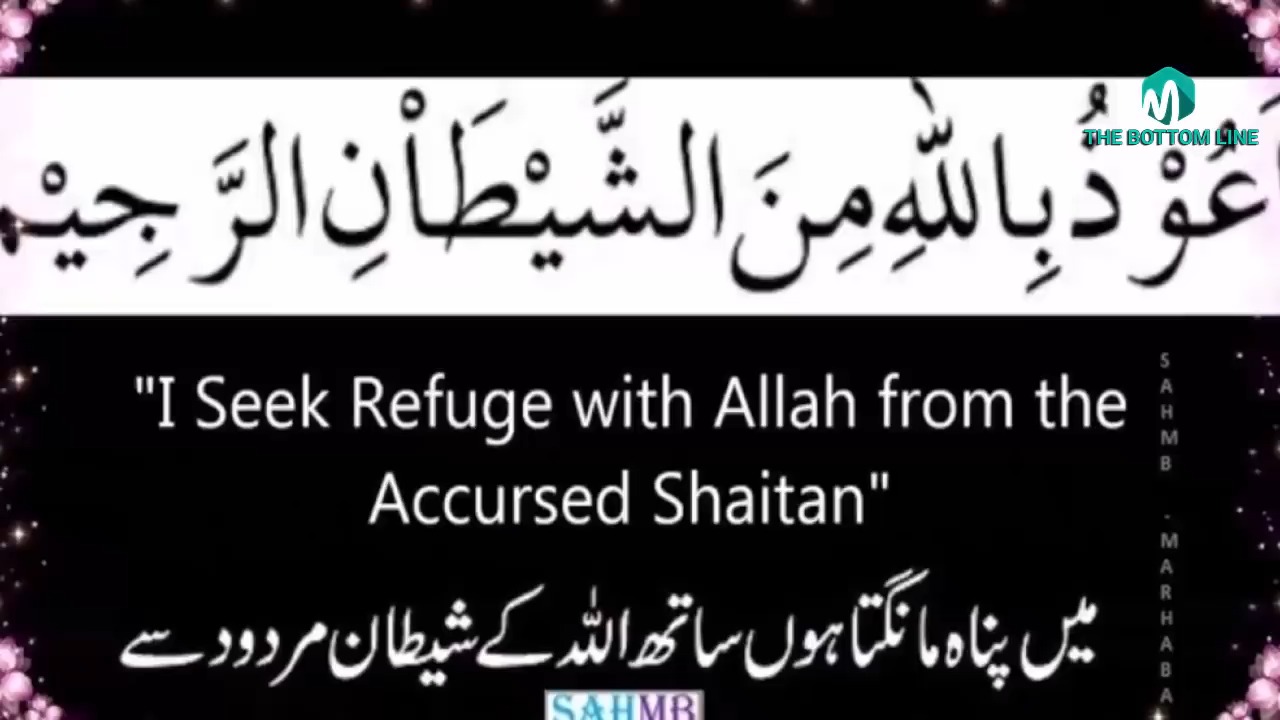 THE BOTTOM LINE
اَعُوْذُ بِاللّٰهِ مِنَ الشَّيْطَاْنِ الرَّجِيْمِ
"I Seek Refuge with Allah from the
Accursed Shaitan"
میں پناہ مانگتا ہوں ساتھ اللہ کے شیطان مردود سے
SAHMB - MARHABA
SAHMB